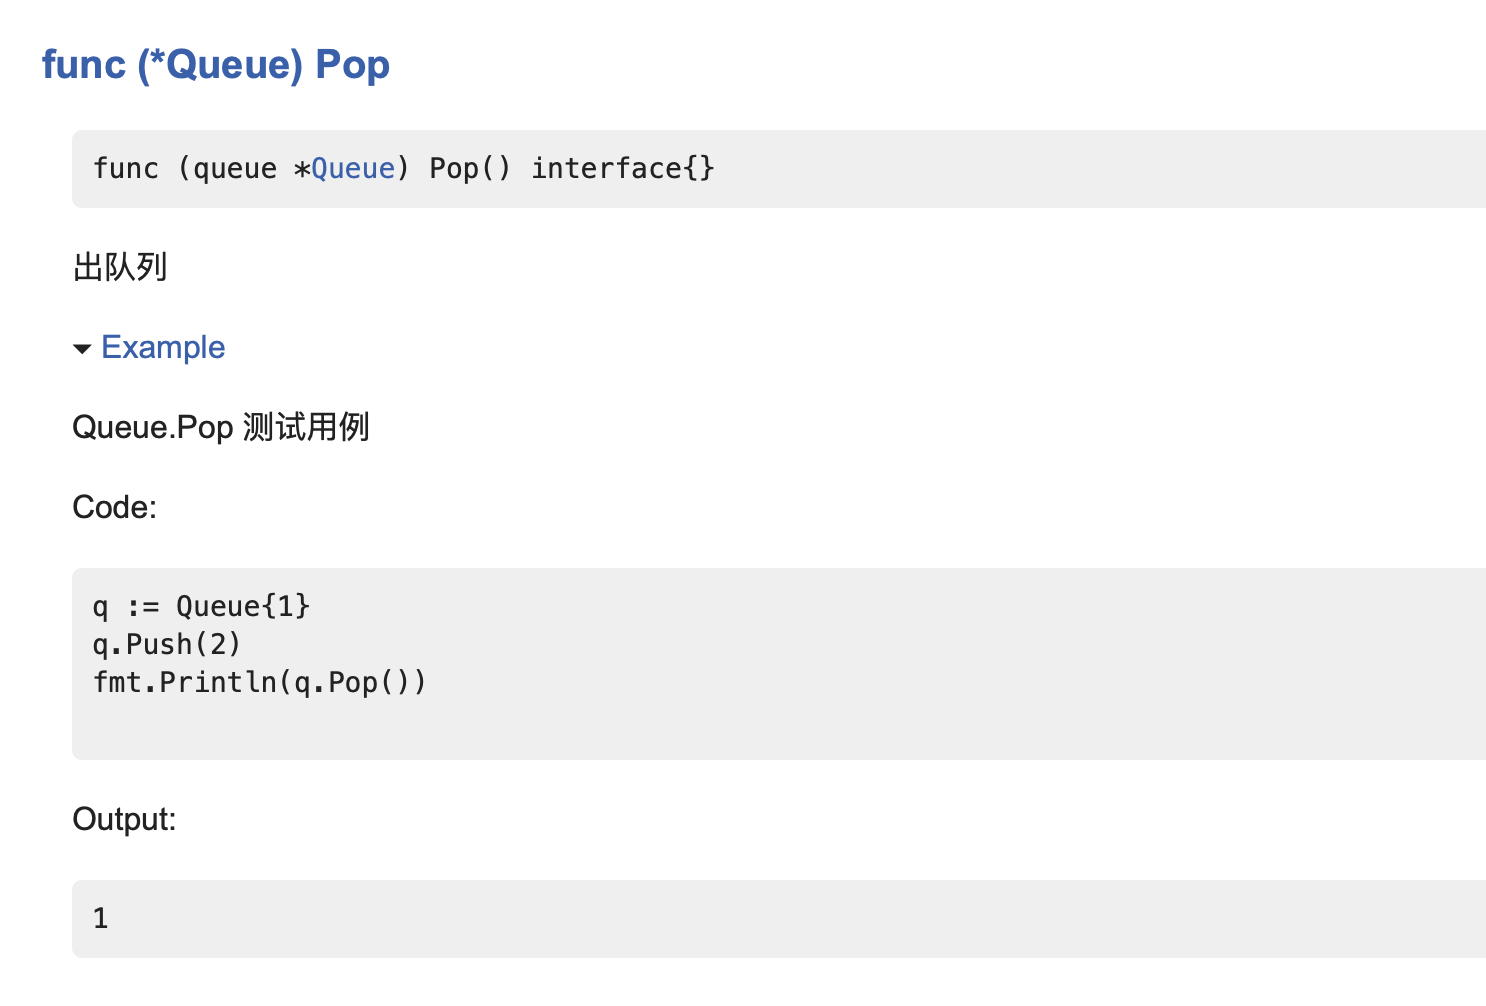 func (*Queue) Pop
func (queue *Queue) Pop() interface{}
出队列
Example
Queue.Pop 测试用例
Code:
q := Queue{1}
q.Push(2)
fmt.Println(q.Pop())
Output:
1